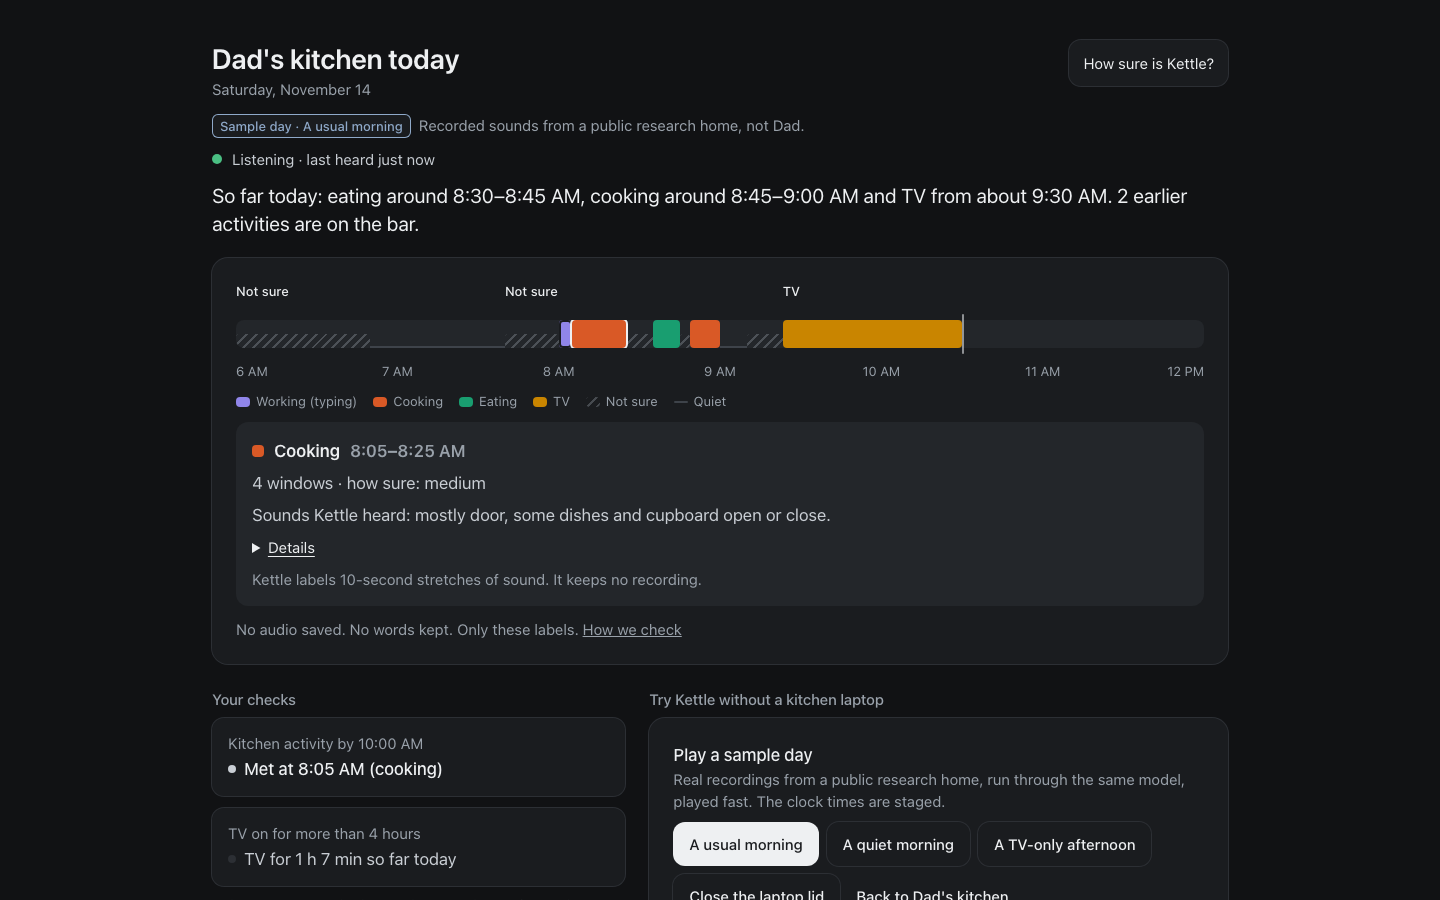 Dad's kitchen today
How sure is Kettle?
Saturday, November 14
Sample day · A usual morning Recorded sounds from a public research home, not Dad.
Listening · last heard just now
So far today: eating around 8:30–8:45 AM, cooking around 8:45–9:00 AM and TV from about 9:30 AM. 2 earlier
activities are on the bar.
Not sure Not sure TV
6 AM 7 AM 8 AM 9 AM 10 AM 11 AM 12 PM
Working (typing) Cooking Eating TV Not sure Quiet
Cooking 8:05–8:25 AM
4 windows · how sure: medium
Sounds Kettle heard: mostly door, some dishes and cupboard open or close.
Details
Kettle labels 10-second stretches of sound. It keeps no recording.
No audio saved. No words kept. Only these labels. How we check
Your checks
Kitchen activity by 10:00 AM
Met at 8:05 AM (cooking)
TV on for more than 4 hours
TV for 1 h 7 min so far today
Try Kettle without a kitchen laptop
Play a sample day
Real recordings from a public research home, run through the same model,
played fast. The clock times are staged.
A usual morning A quiet morning A TV-only afternoon
Close the laptop lid Back to Dad's kitchen